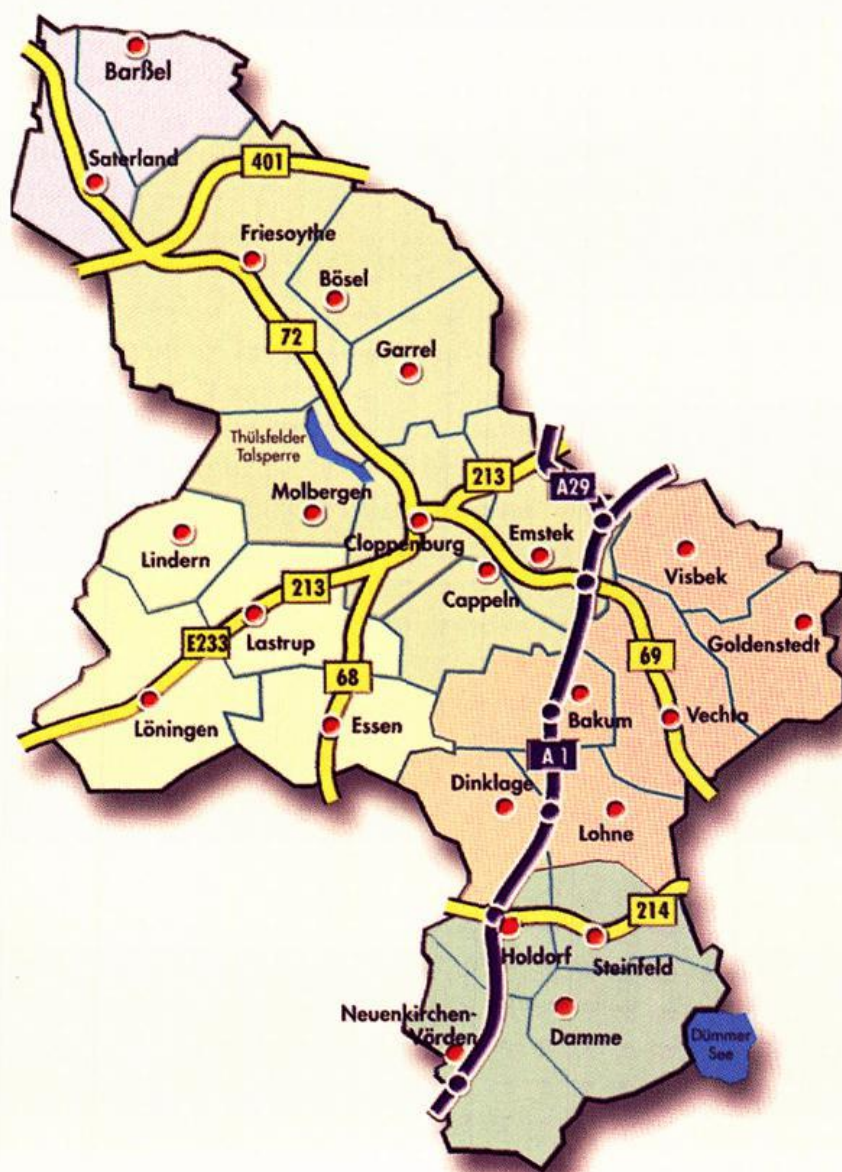 Barßel
Saterland
401
Friesoythe
Bösel
72
Garrel
Thülsfelder
Talsperre
213
A29
Molbergen
Lindern
Cloppenburg
Emstek
Visbek
213
Cappeln
Lastrup
Goldenstedt
E233
69
68
Löningen
Essen
Bakum
Vechta
A 1
Dinklage
Lohne
214
Holdorf
Steinfeld
Neuenkirchen-
Vörden
Damme
Dümmer
See